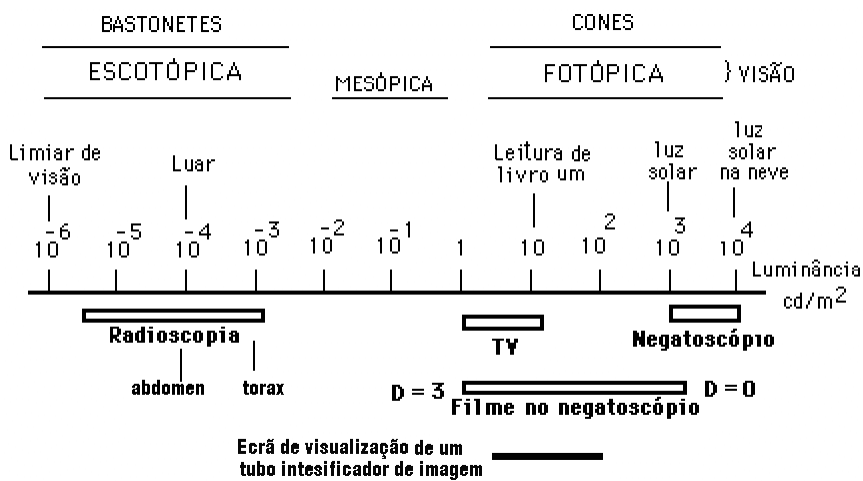 BASTONETES
CONES
ESCOTÓPICA
MESÓPICA
FOTÓPICA
} VISÃO
Limiar de
visão
Luar
Leitura de
livro um
luz
solar
luz
solar
na neve
10⁻⁶ 10⁻⁵ 10⁻⁴ 10⁻³ 10⁻² 10⁻¹ 1 10 10² 10³ 10⁴
Luminância
cd/m²
Radioscopia
TV
Negatoscópio
abdomen
torax
D = 3
D = 0
Filme no negatoscópio
Ecrã de visualização de um
tubo intesificador de imagem